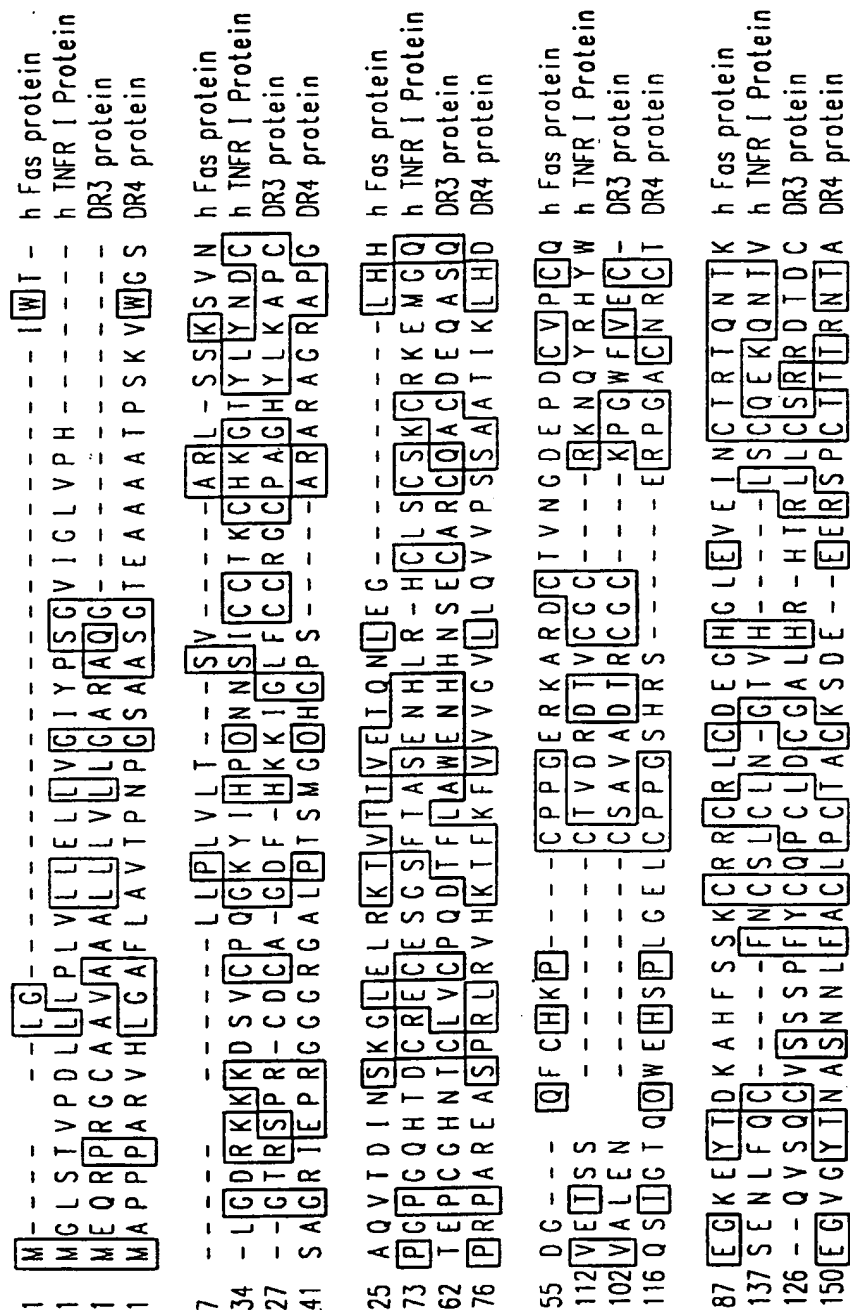 1 M - - - - - - - - L G - - - - - - - - - - - - - - - - - - - - - - - - - I W T - h Fas protein
1 M G L S T V P D L L L P L V L L E L L V G I Y P S G V I G L V P H - - - - - - - h TNFR I Protein
1 M E Q R P R G C A A V A A A L L L V L L G A R A Q G - - - - - - - - - - - - - - DR3 protein
1 M A P P P A R V H L G A F L A V T P N P G S A A S G T E A A A A T P S K V W G S DR4 protein
7 - - - - - - - - - - - - - L L P L V L T - - - S V - - - - - A R L - S S K S V N h Fas protein
34 - L G D R K K K D S V C P Q G K Y I H P O N N S I C C T K C H K G T Y L Y N D C h TNFR I Protein
27 - - G T R S P R - C D C A - G D F - H K K I G L F C C R G C P A G H Y L K A P C DR3 protein
41 S A G R I E P R G G G R G A L P T S M G O H G P S - - - - - A R A R A G R A P G DR4 protein
25 A Q V T D I N S K G L E L R K T V T T V E T Q N L E G - - - - - - - - - - L H H h Fas protein
73 P G P G Q H T D C R E C E S G S F T A S E N H L R - H C L S C S K C R K E M G Q h TNFR I Protein
62 T E P C G H N T C L V C P Q D T F L A W E N H H N S E C A R C Q A C D E Q A S Q DR3 protein
76 P R P A R E A S P R L R V H K T F K F V V V G V L L Q V V P S S A A T I K L H D DR4 protein
55 D G - - - - Q F C H K P - - - - C P P G E R K A R D C T V N G D E P D C V P C Q h Fas protein
112 V E T S S - - - - - - - - - - - C T V D R D T V C G C - - - - R K N Q Y R H Y W h TNFR I Protein
102 V A L E N - - - - - - - - - - - C S A V A D T R C G C - - - - K P G W F V E C - DR3 protein
116 Q S I G T Q O W E H S P L G E L C P P G S H R S - - - - - - E R P G A C N R C T DR4 protein
87 E G K E Y T D K A H F S S K C R R C R L C D E G H G L E V E I N C T R T Q N T K h Fas protein
137 S E N L F Q C - - - - - F N C S L C L N - G T V H - - - - - L S C Q E K Q N T V h TNFR I Protein
126 - - Q V S Q C V S S S P F Y C Q P C L D C G A L H R - H T R L L C S R R D T D C DR3 protein
150 E G V G Y T N A S N N L F A C L P C T A C K S D E - - E E R S P C T T T R N T A DR4 protein